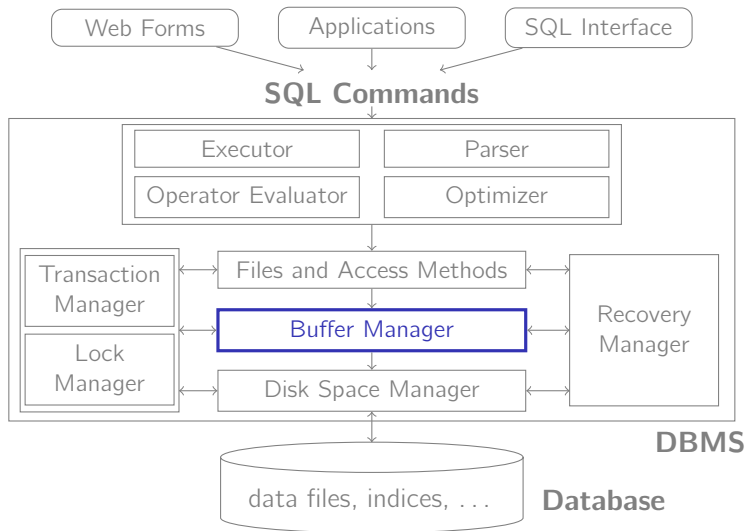 Web Forms
Applications
SQL Interface
SQL Commands
Executor
Parser
Operator Evaluator
Optimizer
Transaction
Manager
Lock
Manager
Files and Access Methods
Buffer Manager
Disk Space Manager
Recovery
Manager
DBMS
data files, indices, . . .
Database